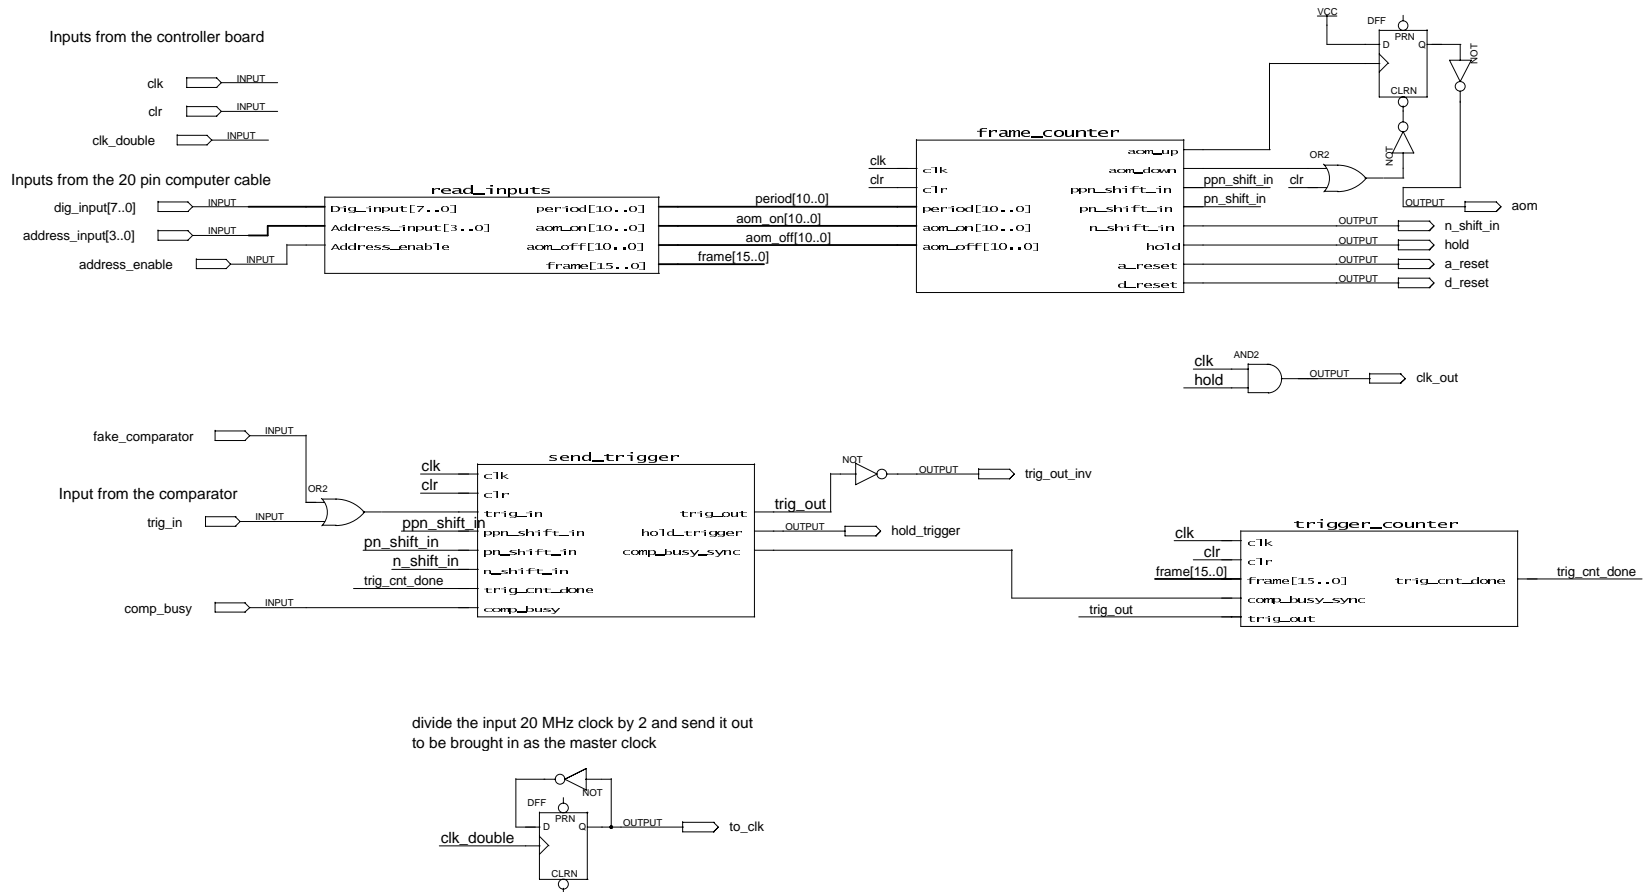 Inputs from the controller board
clk INPUT
clr INPUT
clk_double INPUT
Inputs from the 20 pin computer cable
dig_input[7..0] INPUT
address_input[3..0] INPUT
address_enable INPUT
read_inputs
Dig_input[7..0] period[10..0]
Address_input[3..0] aom_on[10..0]
Address_enable aom_off[10..0]
frame[15..0]
period[10..0]
aom_on[10..0]
aom_off[10..0]
frame[15..0]
frame_counter
clk
clr
aom_up
clk aom_down
clr ppn_shift_in
period[10..0] pn_shift_in
aom_on[10..0] n_shift_in
aom_off[10..0] hold
a_reset
d_reset
ppn_shift_in
pn_shift_in
VCC
DFF
PRN
D Q
CLRN
NOT
NOT
OR2
clr
OUTPUT aom
OUTPUT n_shift_in
OUTPUT hold
OUTPUT a_reset
OUTPUT d_reset
AND2
clk
hold
OUTPUT clk_out
fake_comparator INPUT
Input from the comparator
trig_in INPUT
OR2
comp_busy INPUT
send_trigger
clk
clr
ppn_shift_in
pn_shift_in
n_shift_in
trig_cnt_done
clk
clr
trig_in trig_out
ppn_shift_in hold_trigger
pn_shift_in comp_busy_sync
n_shift_in
trig_cnt_done
comp_busy
trig_out
NOT
OUTPUT trig_out_inv
OUTPUT hold_trigger
trigger_counter
clk
clr
frame[15..0]
trig_out
clk
clr
frame[15..0] trig_cnt_done
comp_busy_sync
trig_out
trig_cnt_done
divide the input 20 MHz clock by 2 and send it out
to be brought in as the master clock
NOT
DFF
PRN
D Q
CLRN
clk_double
OUTPUT to_clk